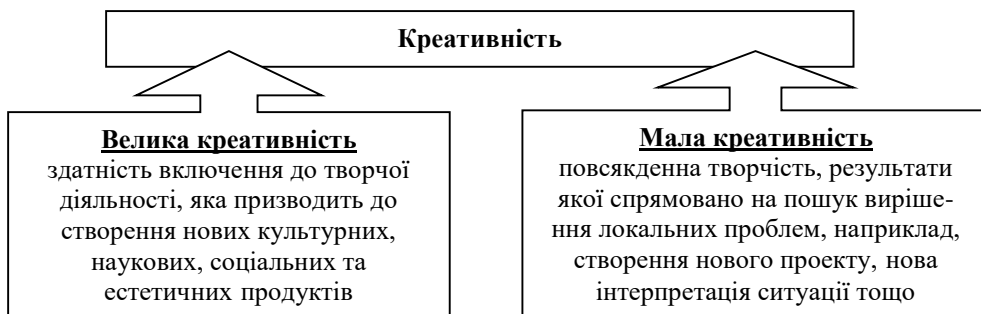 Креативність
Велика креативність
здатність включення до творчої
діяльності, яка призводить до
створення нових культурних,
наукових, соціальних та
естетичних продуктів
Мала креативність
повсякденна творчість, результати
якої спрямовано на пошук виріше-
ння локальних проблем, наприклад,
створення нового проекту, нова
інтерпретація ситуації тощо